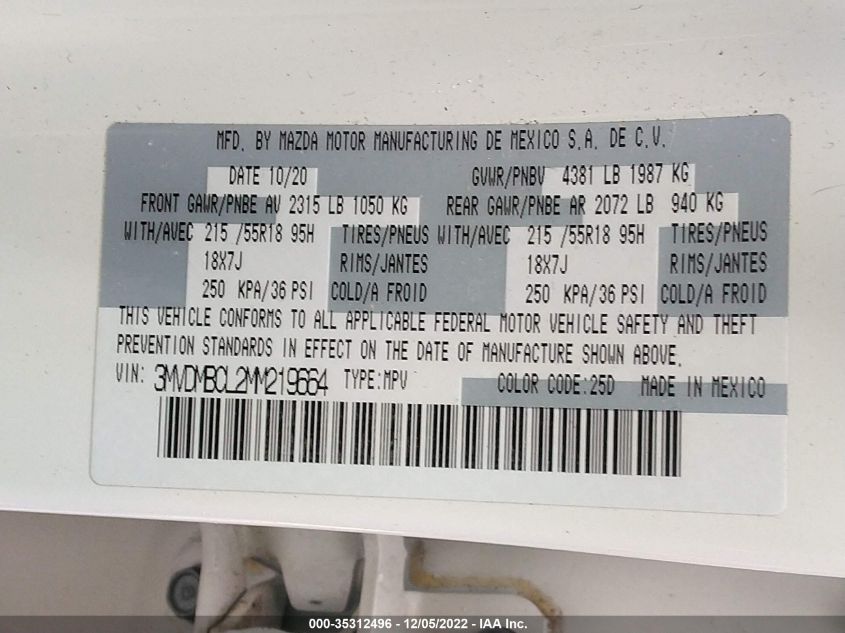 MFD. BY MAZDA MOTOR MANUFACTURING DE MEXICO S.A. DE C.V.
DATE 10/20 GVWR/PNBV 4381 LB 1987 KG
FRONT GAWR/PNBE AV 2315 LB 1050 KG REAR GAWR/PNBE AR 2072 LB 940 KG
WITH/AVEC 215 /55R18 95H TIRES/PNEUS WITH/AVEC 215 /55R18 95H TIRES/PNEUS
18X7J RIMS/JANTES 18X7J RIMS/JANTES
250 KPA/36 PSI COLD/A FROID 250 KPA/36 PSI COLD/A FROID
THIS VEHICLE CONFORMS TO ALL APPLICABLE FEDERAL MOTOR VEHICLE SAFETY AND THEFT
PREVENTION STANDARDS IN EFFECT ON THE DATE OF MANUFACTURE SHOWN ABOVE.
VIN: 3MVDMBCL2MM219664 TYPE:MPV COLOR CODE:25D MADE IN MEXICO
000-35312496 - 12/05/2022 - IAA Inc.